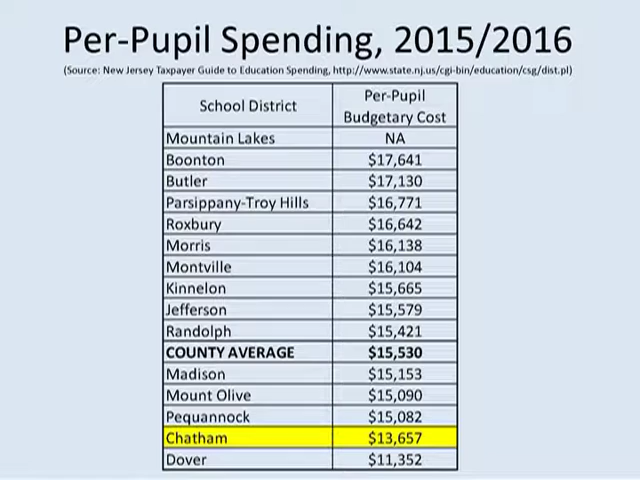 Per-Pupil Spending, 2015/2016
(Source: New Jersey Taxpayer Guide to Education Spending, http://www.state.nj.us/cgi-bin/education/csg/dist.pl)
School District Per-Pupil Budgetary Cost
Mountain Lakes NA
Boonton $17,641
Butler $17,130
Parsippany-Troy Hills $16,771
Roxbury $16,642
Morris $16,138
Montville $16,104
Kinnelon $15,665
Jefferson $15,579
Randolph $15,421
COUNTY AVERAGE $15,530
Madison $15,153
Mount Olive $15,090
Pequannock $15,082
Chatham $13,657
Dover $11,352